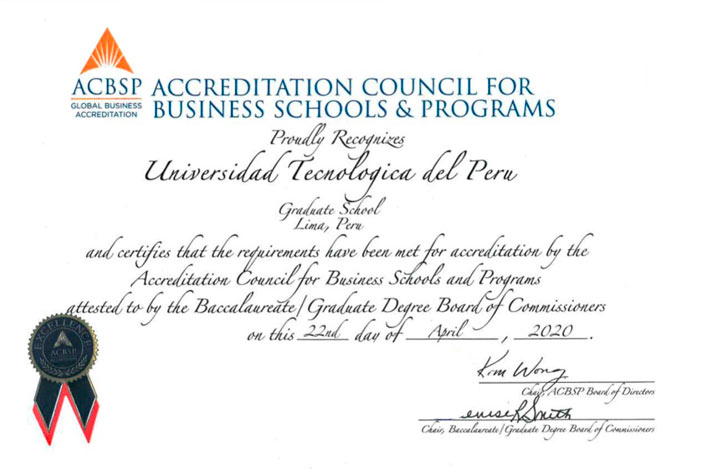 ACBSP
GLOBAL BUSINESS
ACCREDITATION
ACCREDITATION COUNCIL FOR
BUSINESS SCHOOLS & PROGRAMS
Proudly Recognizes
Universidad Tecnologica del Peru
Graduate School
Lima, Peru
and certifies that the requirements have been met for accreditation by the
Accreditation Council for Business Schools and Programs
attested to by the Baccalaureate/Graduate Degree Board of Commissioners
on this 22nd day of April, 2020.
EXCELLENCE
ACBSP
Kim Wong
Chair, ACBSP Board of Directors
Smith
Chair, Baccalaureate/Graduate Degree Board of Commissioners